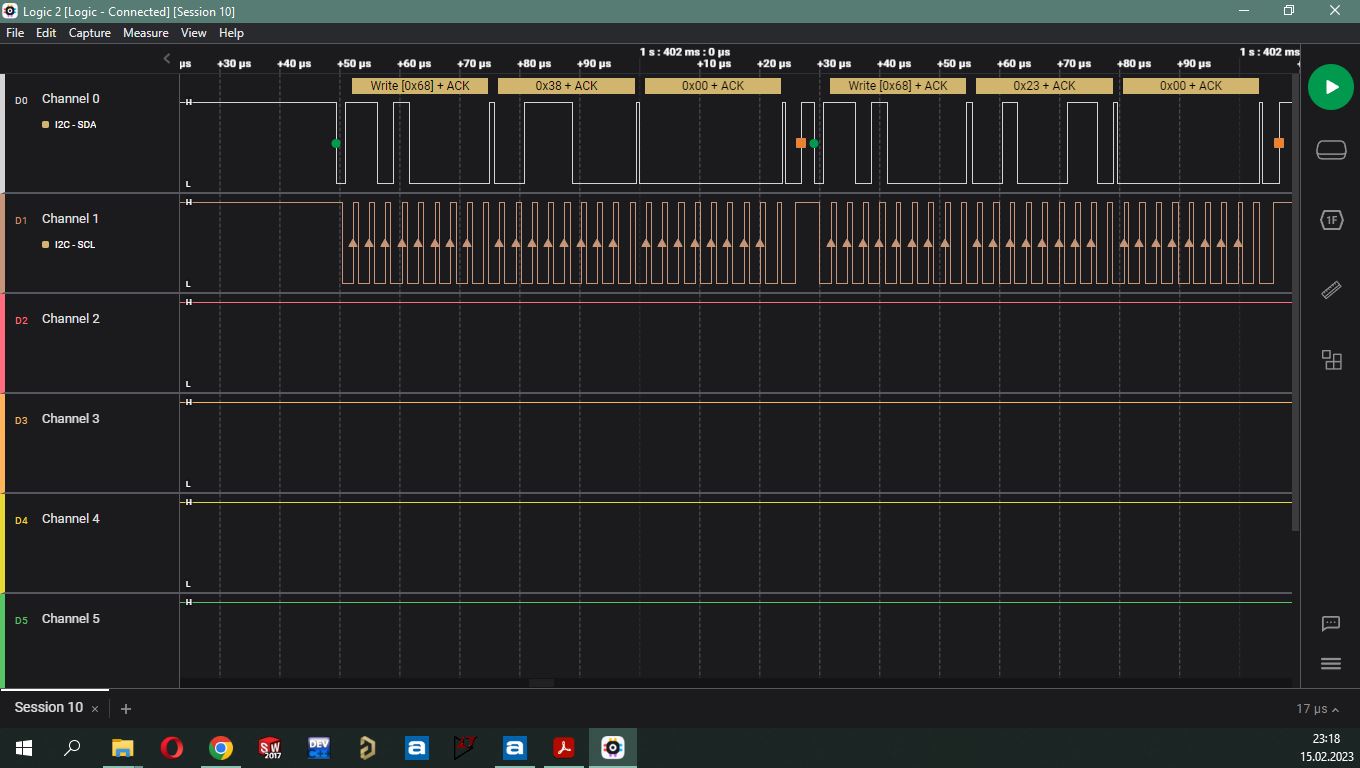 Logic 2 [Logic - Connected] [Session 10]
File Edit Capture Measure View Help
1 s : 402 ms : 0 µs 1 s : 402 ms
µs +30 µs +40 µs +50 µs +60 µs +70 µs +80 µs +90 µs +10 µs +20 µs +30 µs +40 µs +50 µs +60 µs +70 µs +80 µs +90 µs
Write [0x68] + ACK 0x38 + ACK 0x00 + ACK Write [0x68] + ACK 0x23 + ACK 0x00 + ACK
D0 Channel 0 H
I2C - SDA
L
H
D1 Channel 1
I2C - SCL
L
H
D2 Channel 2
L
H
D3 Channel 3
L
H
D4 Channel 4
L
H
D5 Channel 5
1F
Session 10
17 µs
SW
2017
DEV
C++
a
a
23:18
15.02.2023